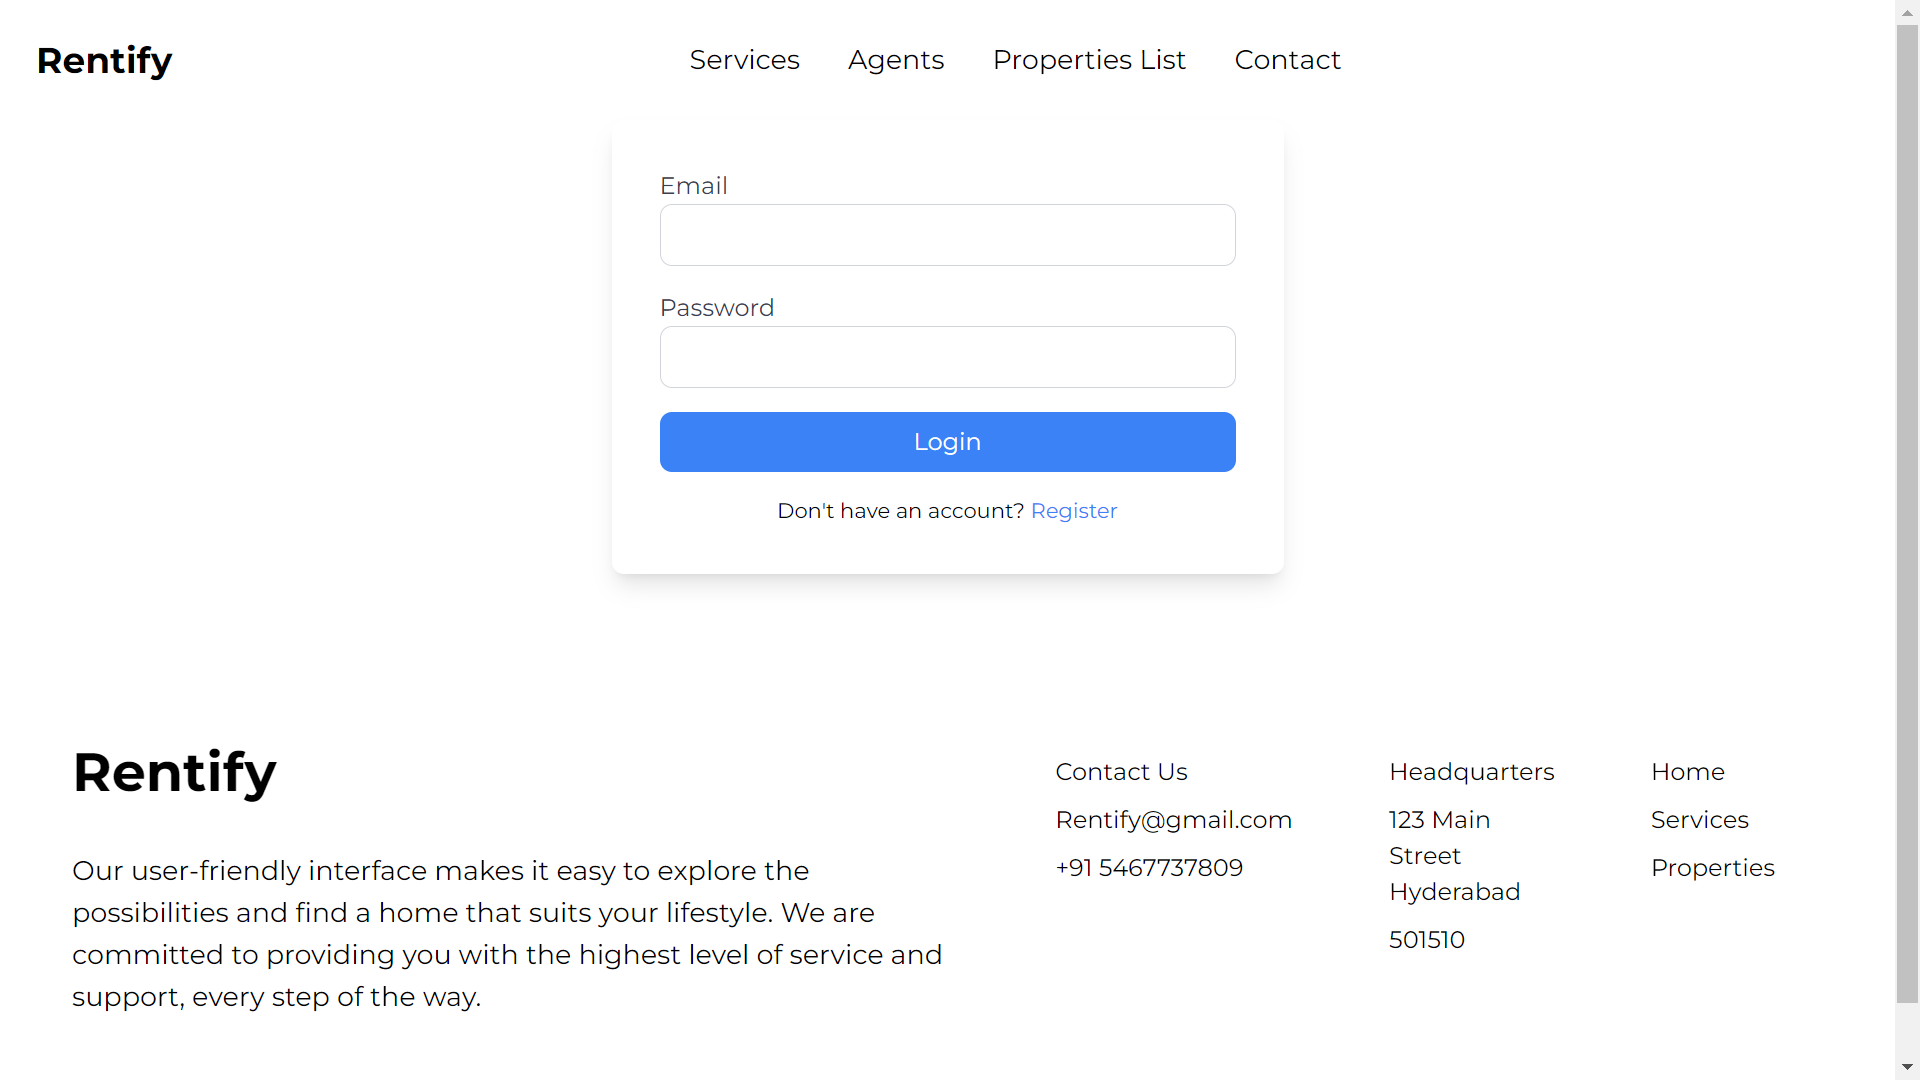 Rentify
Services
Agents
Properties List
Contact
Email
Password
Login
Don't have an account? Register
Rentify
Our user-friendly interface makes it easy to explore the
possibilities and find a home that suits your lifestyle. We are
committed to providing you with the highest level of service and
support, every step of the way.
Contact Us
Rentify@gmail.com
+91 5467737809
Headquarters
123 Main
Street
Hyderabad
501510
Home
Services
Properties